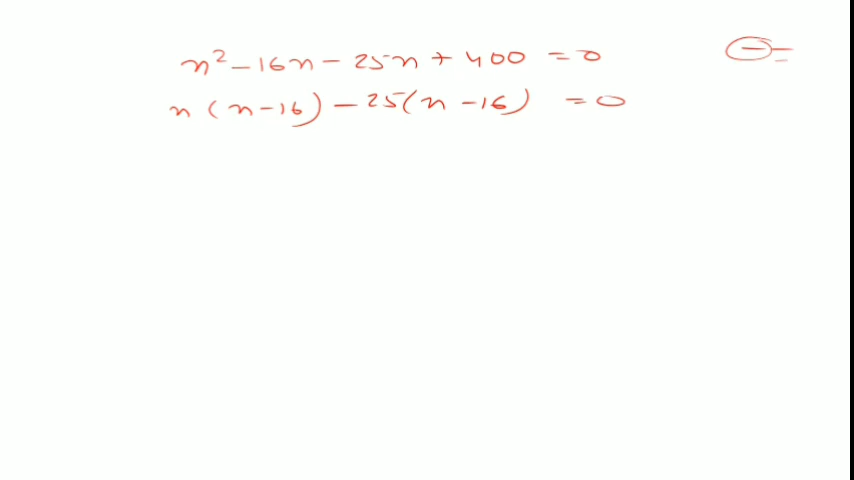 n² - 16n - 25n + 400 = 0
n (n - 16) - 25(n - 16) = 0